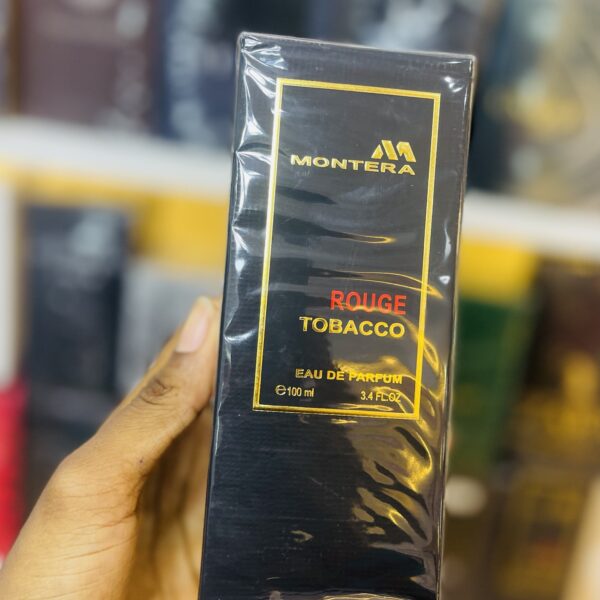 MONTERA
ROUGE
TOBACCO
EAU DE PARFUM
℮100 ml 3.4 FL.OZ